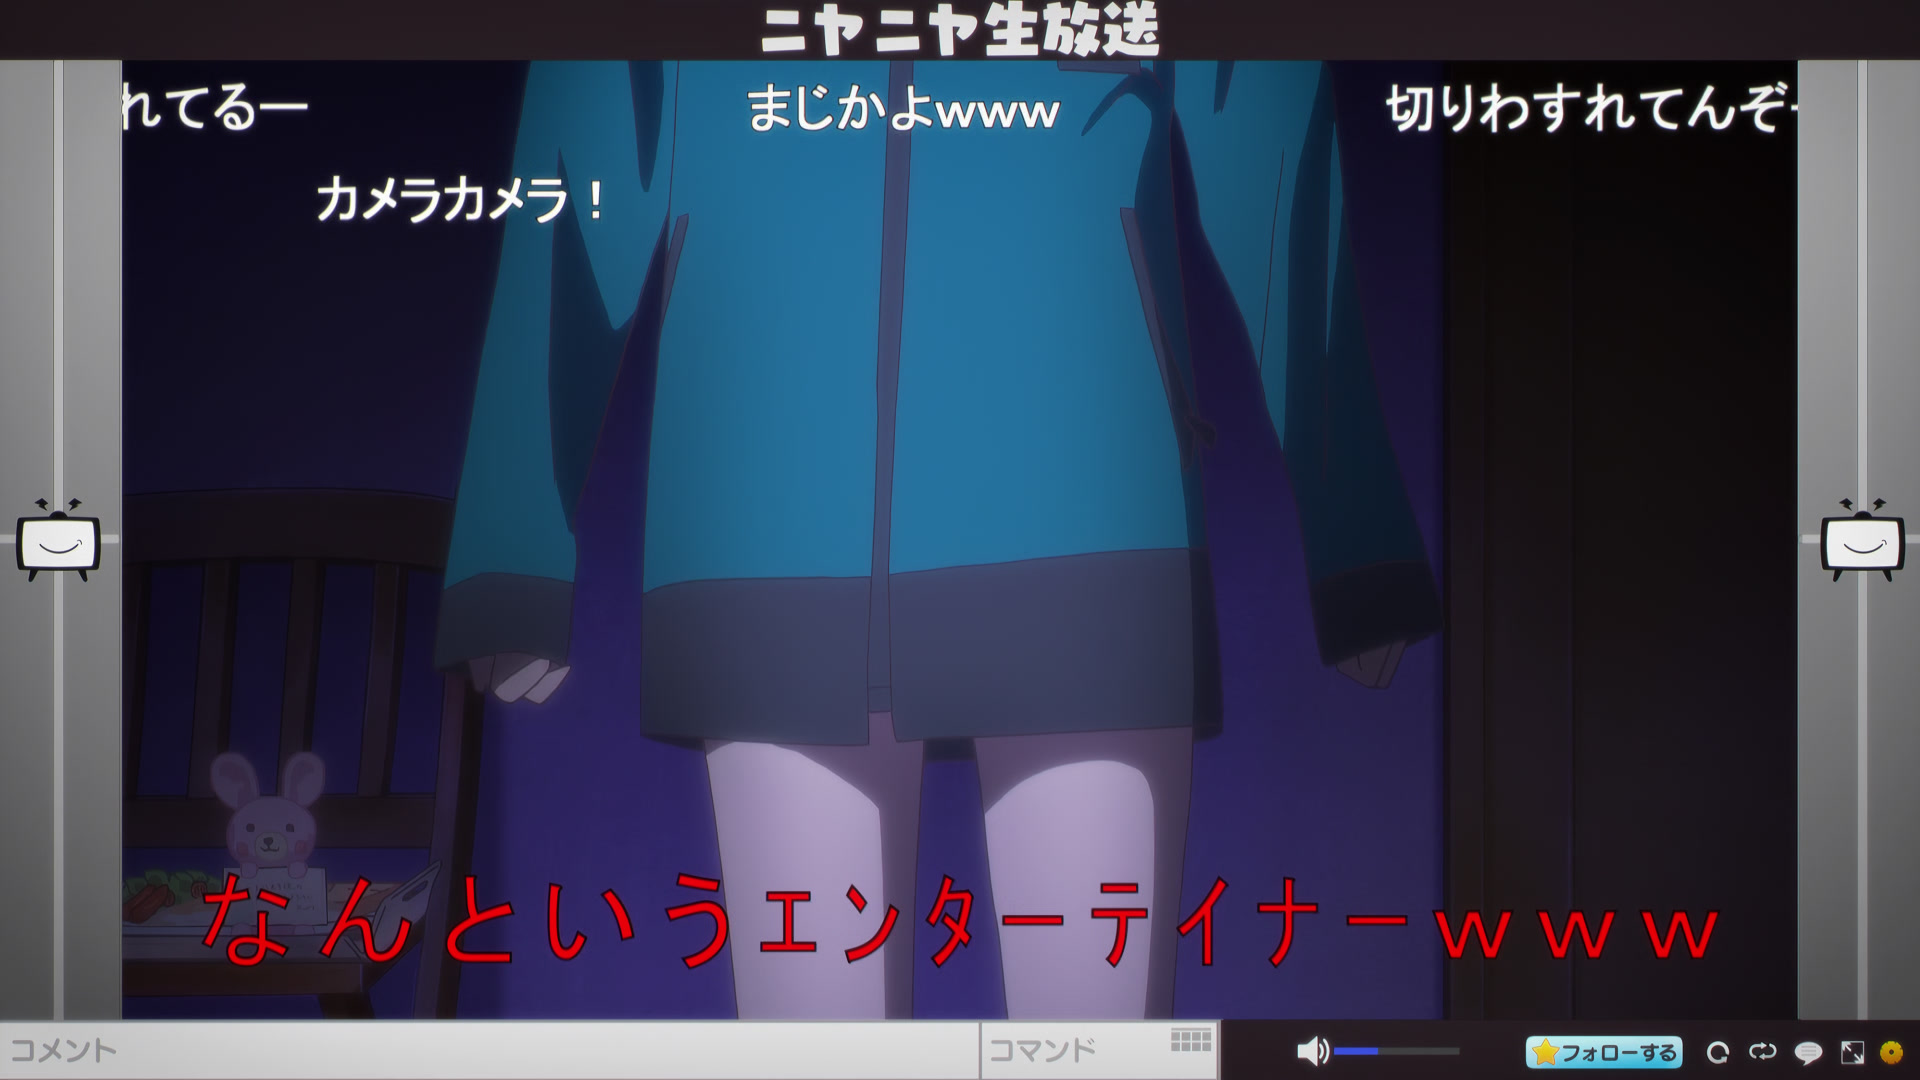 ニヤニヤ生放送
れてるー
まじかよwww
切りわすれてんぞ
カメラカメラ！
なんというエンターテイナーｗｗｗ
コメント
コマンド
フォローする